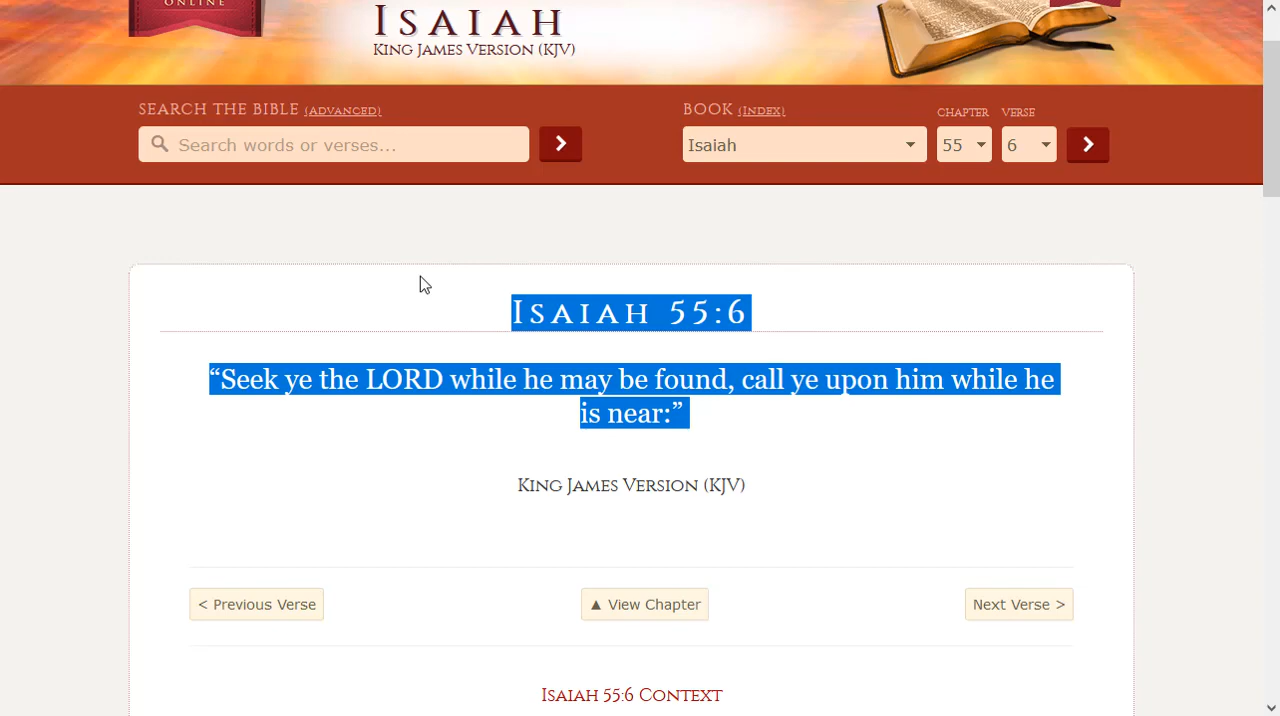 ONLINE
Isaiah
King James Version (KJV)
Search the Bible (Advanced)
Book (Index)
Chapter
Verse
Search words or verses...
Isaiah
55
6
Isaiah 55:6
“Seek ye the LORD while he may be found, call ye upon him while he
is near:”
King James Version (KJV)
< Previous Verse
▲ View Chapter
Next Verse >
Isaiah 55:6 Context